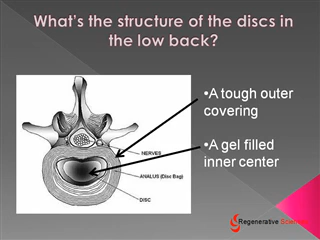 What's the structure of the discs in
the low back?
•A tough outer
covering
•A gel filled
inner center
NERVES
ANALUS (Disc Bag)
DISC
Regenerative Sciences